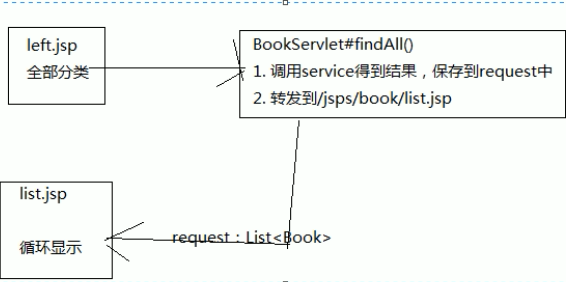 left.jsp
全部分类
BookServlet#findAll()
1. 调用service得到结果，保存到request中
2. 转发到/jsps/book/list.jsp
list.jsp
循环显示
request：List<Book>